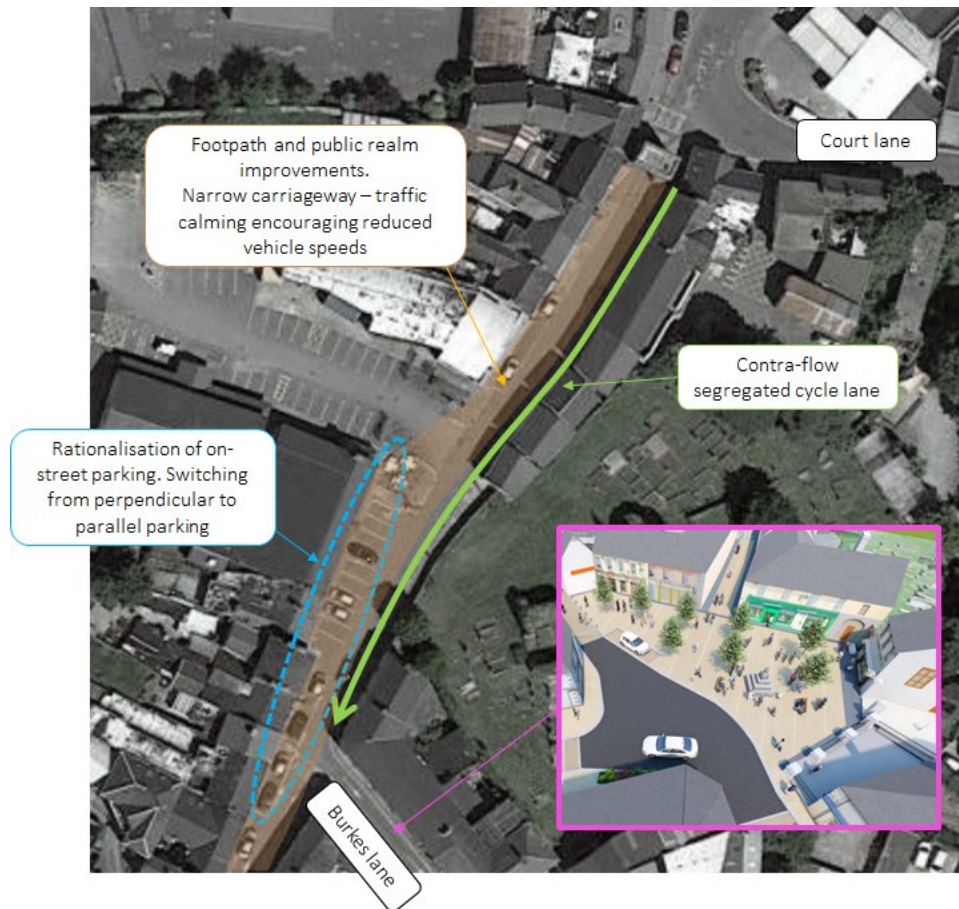 Court lane
Footpath and public realm
improvements.
Narrow carriageway – traffic
calming encouraging reduced
vehicle speeds
Contra-flow
segregated cycle lane
Rationalisation of on-
street parking. Switching
from perpendicular to
parallel parking
Burkes lane